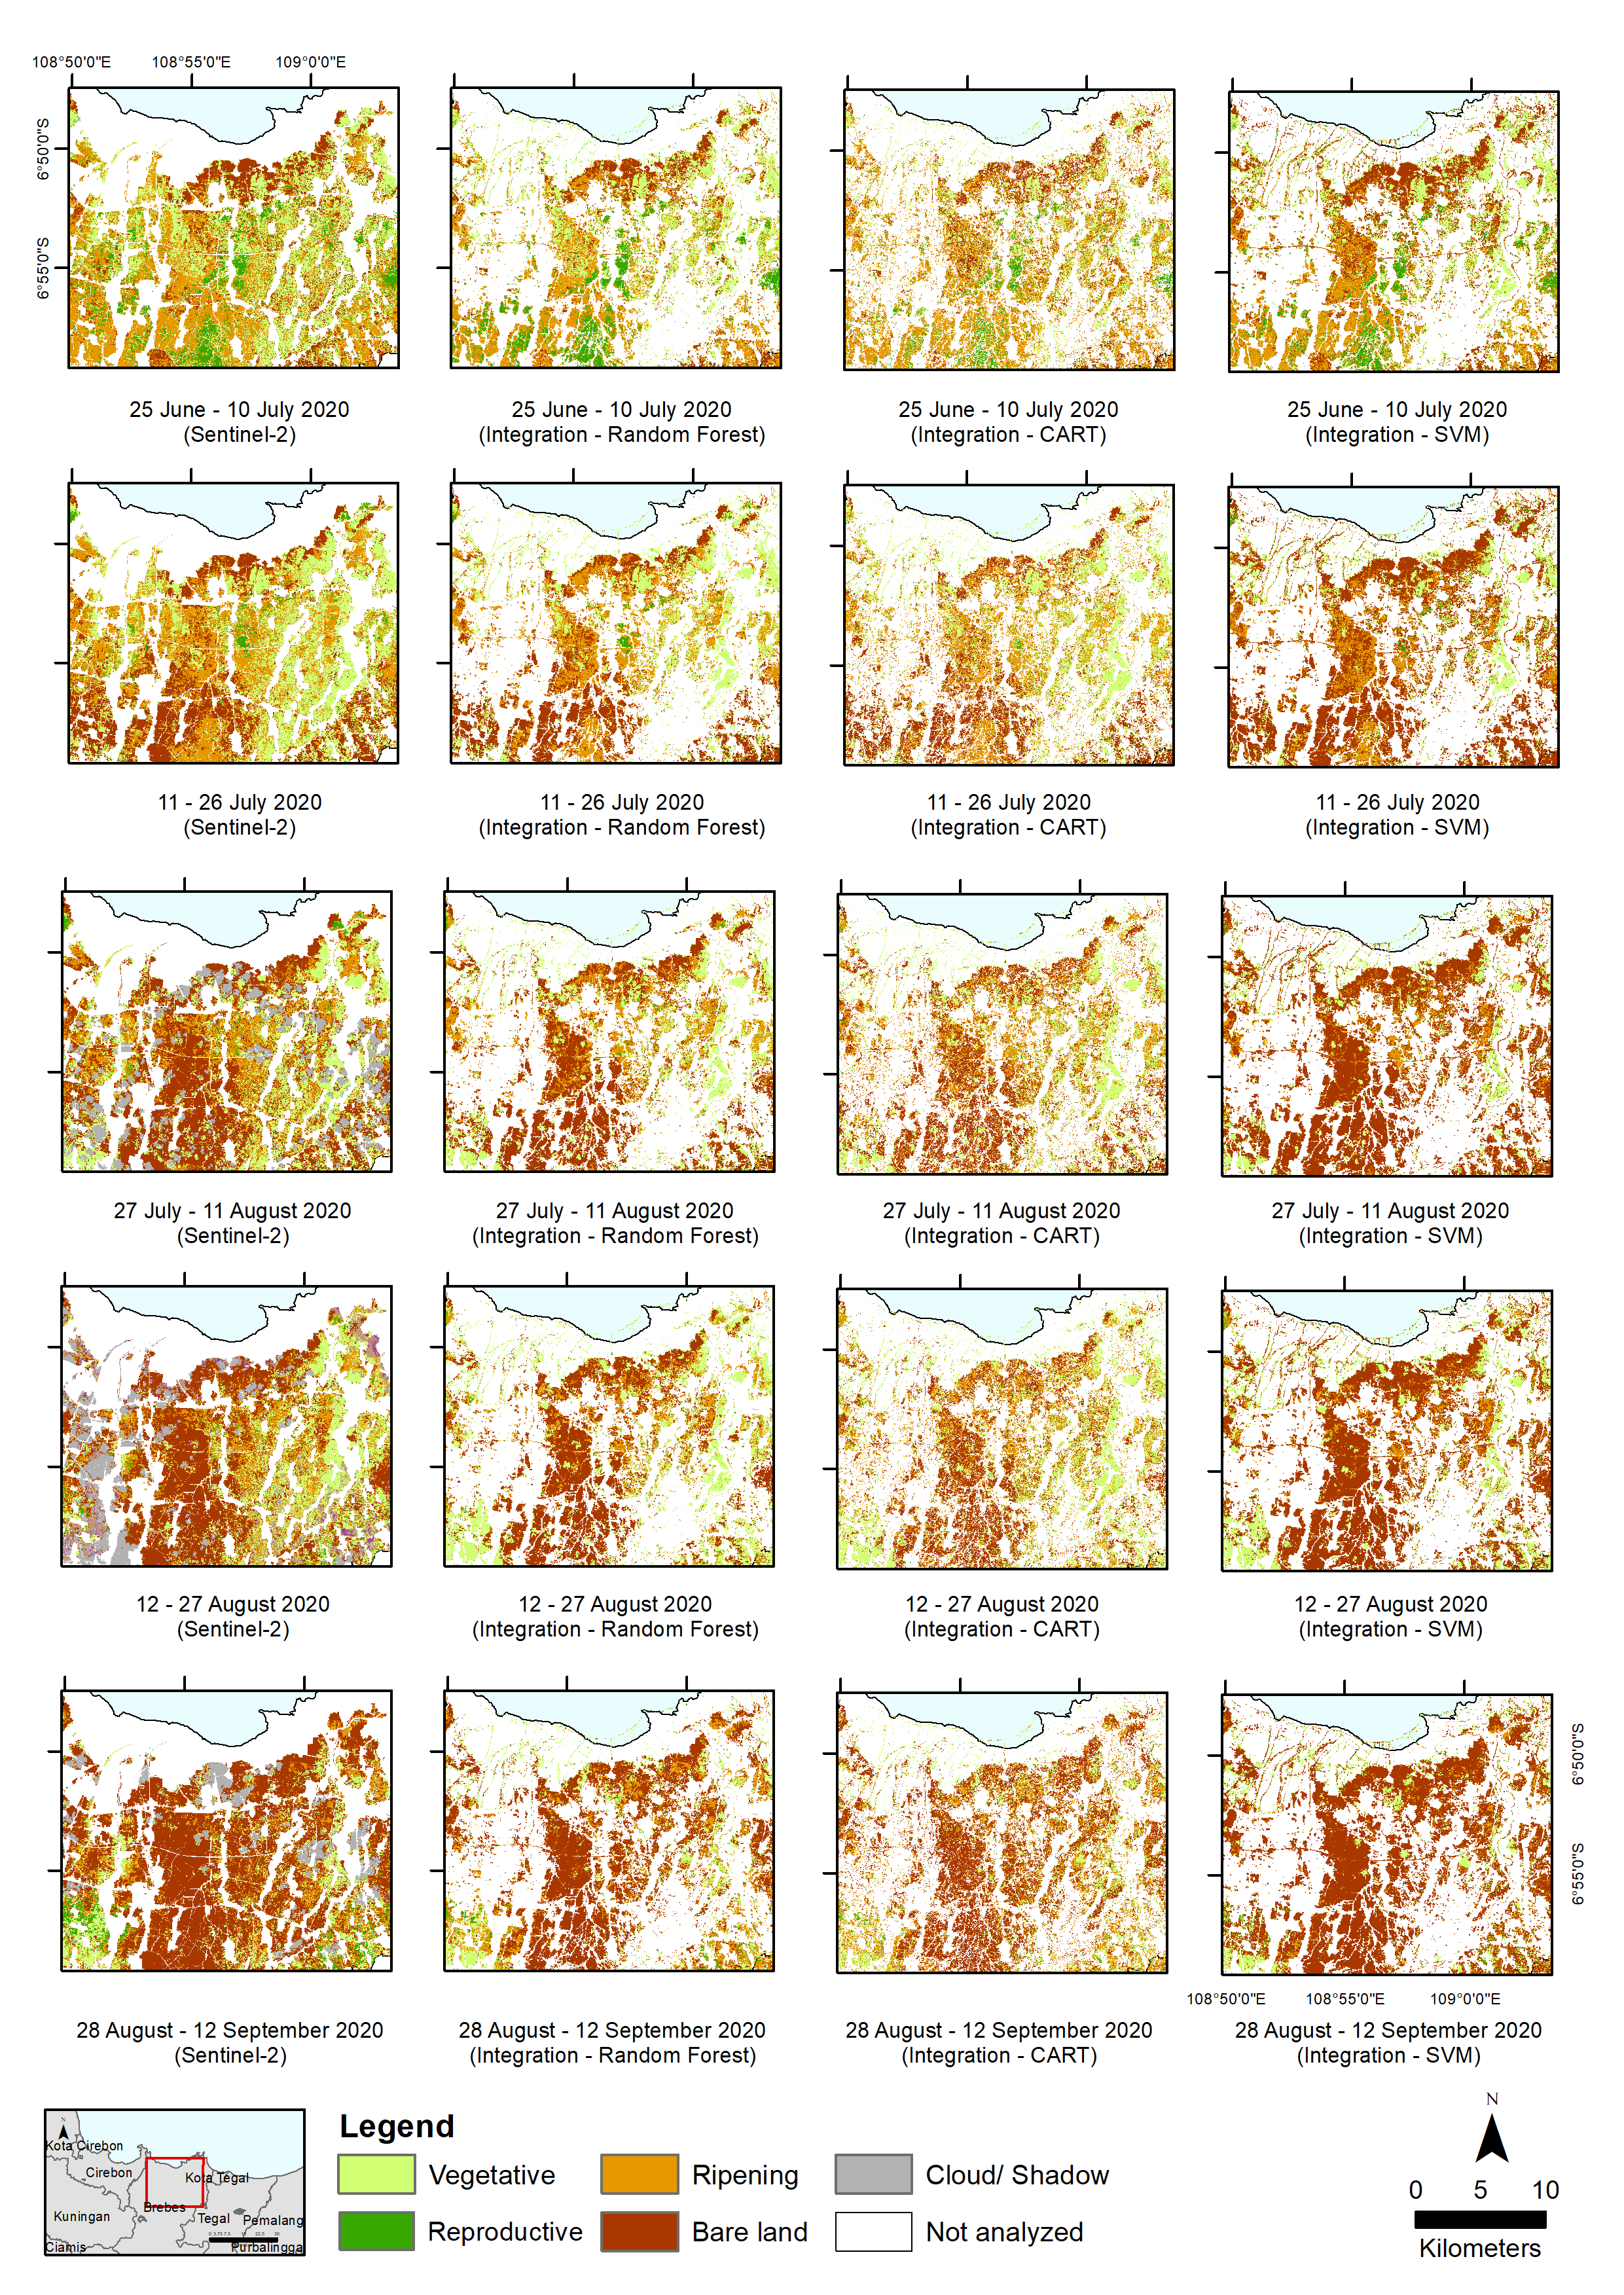 108°50'0"E 108°55'0"E 109°0'0"E
6°50'0"S
6°55'0"S
25 June - 10 July 2020
(Sentinel-2)
25 June - 10 July 2020
(Integration - Random Forest)
25 June - 10 July 2020
(Integration - CART)
25 June - 10 July 2020
(Integration - SVM)
11 - 26 July 2020
(Sentinel-2)
11 - 26 July 2020
(Integration - Random Forest)
11 - 26 July 2020
(Integration - CART)
11 - 26 July 2020
(Integration - SVM)
27 July - 11 August 2020
(Sentinel-2)
27 July - 11 August 2020
(Integration - Random Forest)
27 July - 11 August 2020
(Integration - CART)
27 July - 11 August 2020
(Integration - SVM)
12 - 27 August 2020
(Sentinel-2)
12 - 27 August 2020
(Integration - Random Forest)
12 - 27 August 2020
(Integration - CART)
12 - 27 August 2020
(Integration - SVM)
6°50'0"S
6°55'0"S
108°50'0"E 108°55'0"E 109°0'0"E
28 August - 12 September 2020
(Sentinel-2)
28 August - 12 September 2020
(Integration - Random Forest)
28 August - 12 September 2020
(Integration - CART)
28 August - 12 September 2020
(Integration - SVM)
N
Kota Cirebon
Cirebon
Kota Tegal
Brebes
Kuningan
Tegal
Pemalang
Ciamis
Purbalingga
Legend
Vegetative
Ripening
Cloud/ Shadow
Reproductive
Bare land
Not analyzed
N
0 5 10
Kilometers